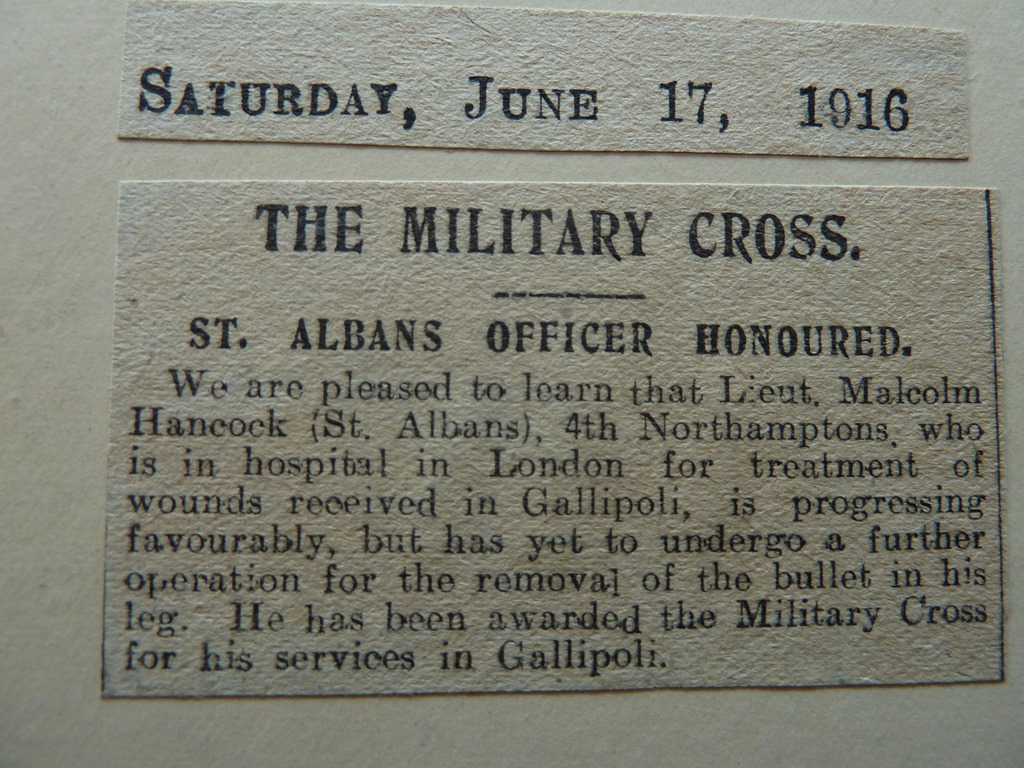 SATURDAY, JUNE 17, 1916
THE MILITARY CROSS.
ST. ALBANS OFFICER HONOURED.
We are pleased to learn that Lieut. Malcolm
Hancock (St. Albans), 4th Northamptons, who
is in hospital in London for treatment of
wounds received in Gallipoli, is progressing
favourably, but has yet to undergo a further
operation for the removal of the bullet in his
leg. He has been awarded the Military Cross
for his services in Gallipoli.